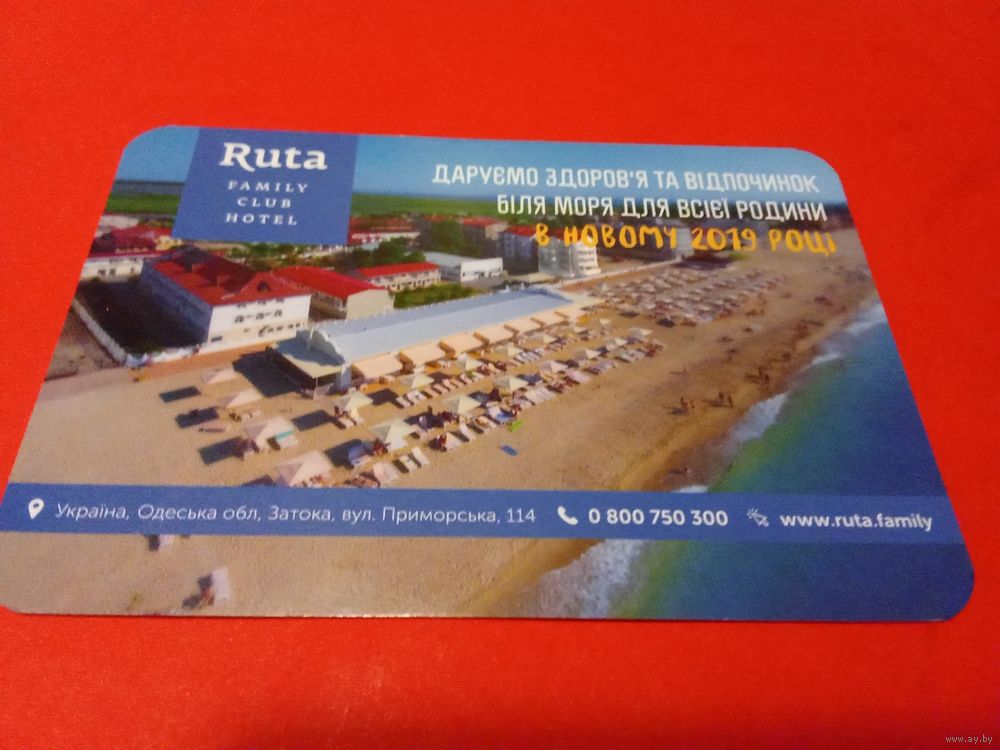 Ruta
FAMILY
CLUB
HOTEL
ДАРУЄМО ЗДОРОВ'Я ТА ВІДПОЧИНОК
БІЛЯ МОРЯ ДЛЯ ВСІЄЇ РОДИНИ
В НОВОМУ 2019 РОЦІ
Україна, Одеська обл, Затока, вул. Приморська, 114 0 800 750 300 www.ruta.family
www.ay.by